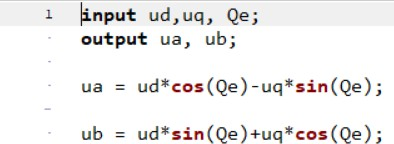 1 input ud,uq, Qe;
output ua, ub;
ua = ud*cos(Qe)-uq*sin(Qe);
ub = ud*sin(Qe)+uq*cos(Qe);